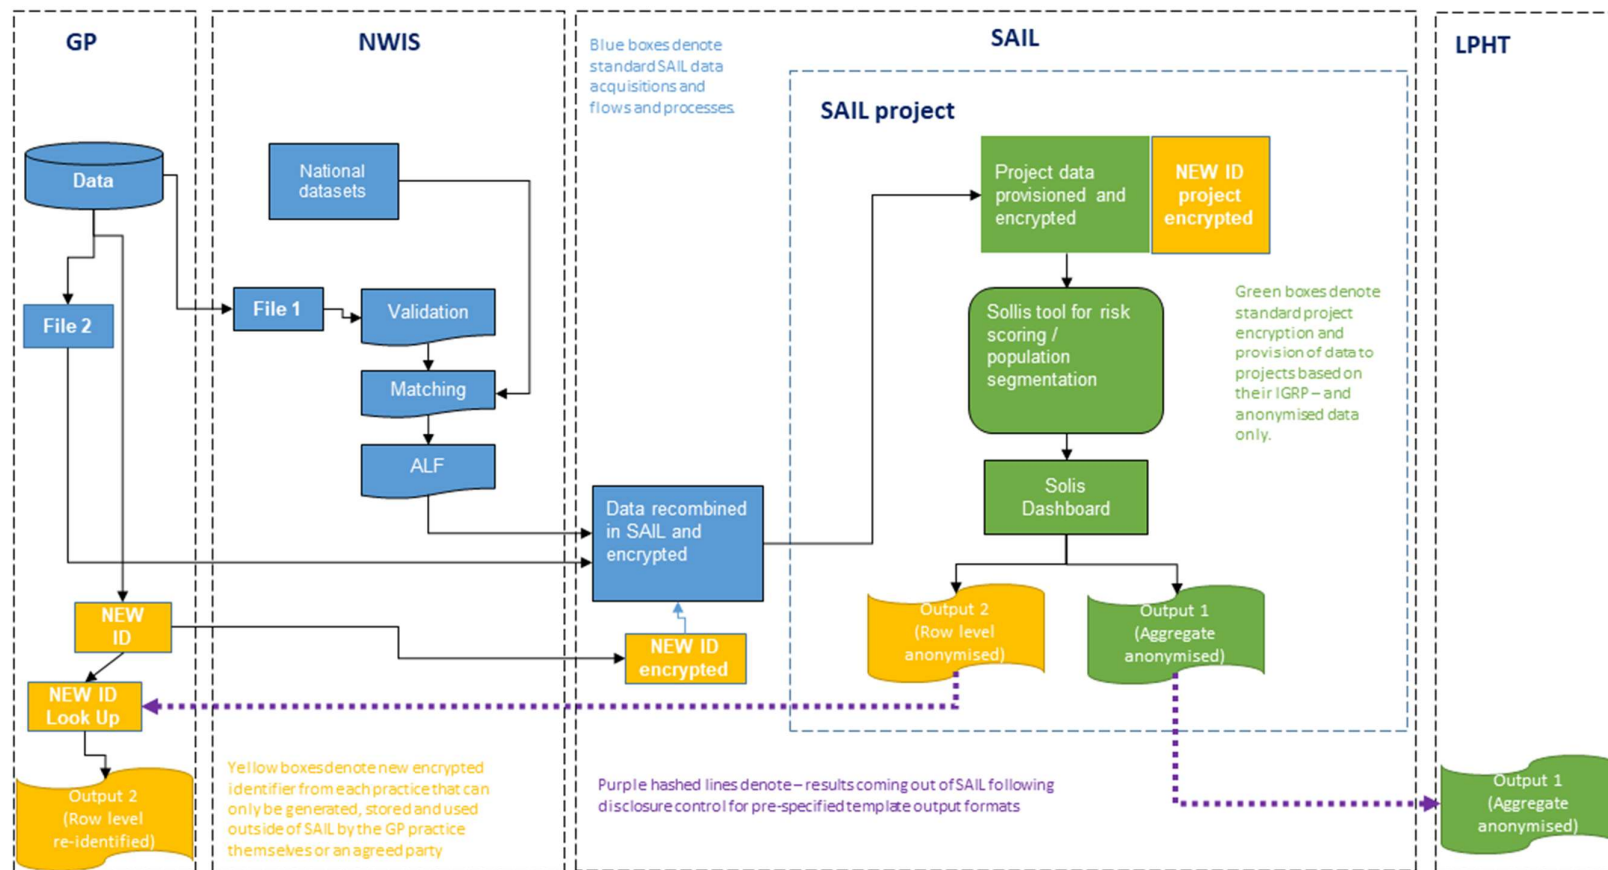 GP
NWIS
SAIL
LPHT
Blue boxes denote
standard SAIL data
acquisitions and
flows and processes.
SAIL project
Data
National
datasets
Project data
provisioned and
encrypted
NEW ID
project
encrypted
File 2
File 1
Validation
Matching
ALF
Sollis tool for risk
scoring /
population
segmentation
Green boxes denote
standard project
encryption and
provision of data to
projects based on
their IGRP – and
anonymised data
only.
Solis
Dashboard
Data recombined
in SAIL and
encrypted
NEW
ID
NEW ID
encrypted
Output 2
(Row level
anonymised)
Output 1
(Aggregate
anonymised)
NEW ID
Look Up
Output 2
(Row level
re-identified)
Yellow boxes denote new encrypted
identifier from each practice that can
only be generated, stored and used
outside of SAIL by the GP practice
themselves or an agreed party
Purple hashed lines denote – results coming out of SAIL following
disclosure control for pre-specified template output formats
Output 1
(Aggregate
anonymised)